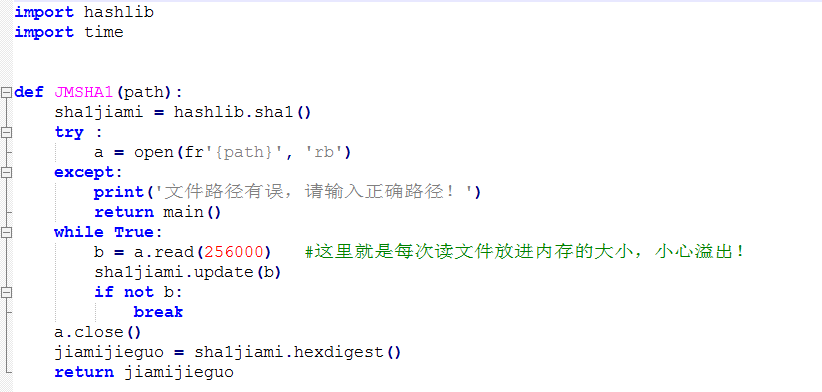 import hashlib
import time
def JMSHA1(path):
    sha1jiami = hashlib.sha1()
    try :
        a = open(fr'{path}', 'rb')
    except:
        print('文件路径有误，请输入正确路径！')
        return main()
    while True:
        b = a.read(256000)   #这里就是每次读文件放进内存的大小，小心溢出！
        sha1jiami.update(b)
        if not b:
            break
    a.close()
    jiamijieguo = sha1jiami.hexdigest()
    return jiamijieguo